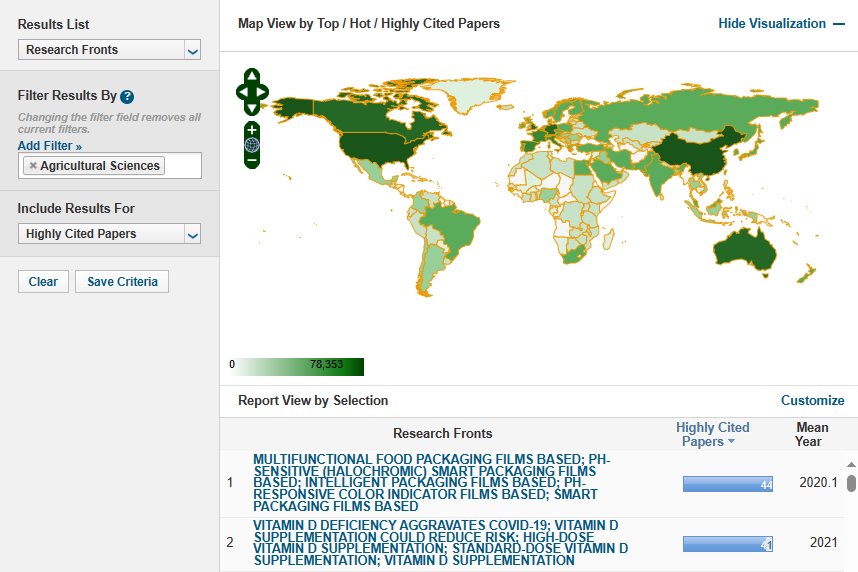 Results List
Research Fronts
Filter Results By ?
Changing the filter field removes all
current filters.
Add Filter »
× Agricultural Sciences
Include Results For
Highly Cited Papers
Clear
Save Criteria
Map View by Top / Hot / Highly Cited Papers
Hide Visualization —
+
−
0
78,353
Report View by Selection
Customize
Research Fronts
Highly Cited
Papers
Mean
Year
1
MULTIFUNCTIONAL FOOD PACKAGING FILMS BASED; PH-
SENSITIVE (HALOCHROMIC) SMART PACKAGING FILMS
BASED; INTELLIGENT PACKAGING FILMS BASED; PH-
RESPONSIVE COLOR INDICATOR FILMS BASED; SMART
PACKAGING FILMS BASED
44
2020.1
2
VITAMIN D DEFICIENCY AGGRAVATES COVID-19; VITAMIN D
SUPPLEMENTATION COULD REDUCE RISK; HIGH-DOSE
VITAMIN D SUPPLEMENTATION; STANDARD-DOSE VITAMIN D
SUPPLEMENTATION; VITAMIN D SUPPLEMENTATION
41
2021